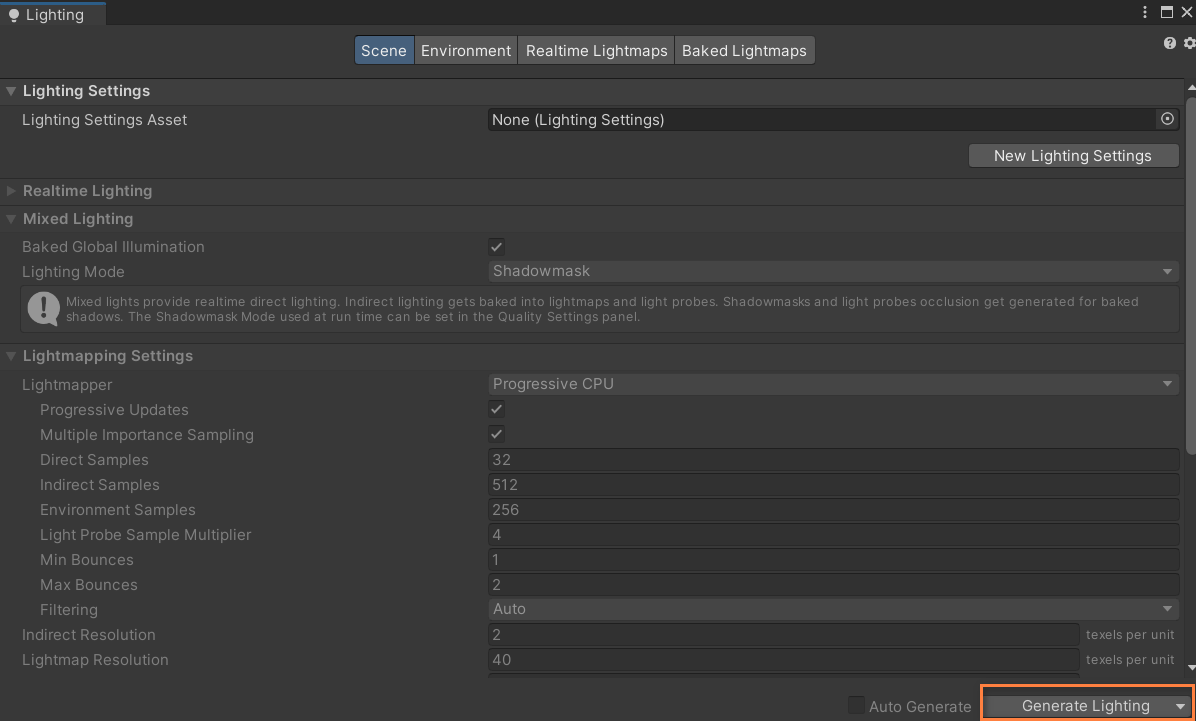 Lighting
Scene Environment Realtime Lightmaps Baked Lightmaps
Lighting Settings
Lighting Settings Asset None (Lighting Settings)
New Lighting Settings
Realtime Lighting
Mixed Lighting
Baked Global Illumination
Lighting Mode Shadowmask
Mixed lights provide realtime direct lighting. Indirect lighting gets baked into lightmaps and light probes. Shadowmasks and light probes occlusion get generated for baked
shadows. The Shadowmask Mode used at run time can be set in the Quality Settings panel.
Lightmapping Settings
Lightmapper Progressive CPU
Progressive Updates
Multiple Importance Sampling
Direct Samples 32
Indirect Samples 512
Environment Samples 256
Light Probe Sample Multiplier 4
Min Bounces 1
Max Bounces 2
Filtering Auto
Indirect Resolution 2 texels per unit
Lightmap Resolution 40 texels per unit
Auto Generate Generate Lighting